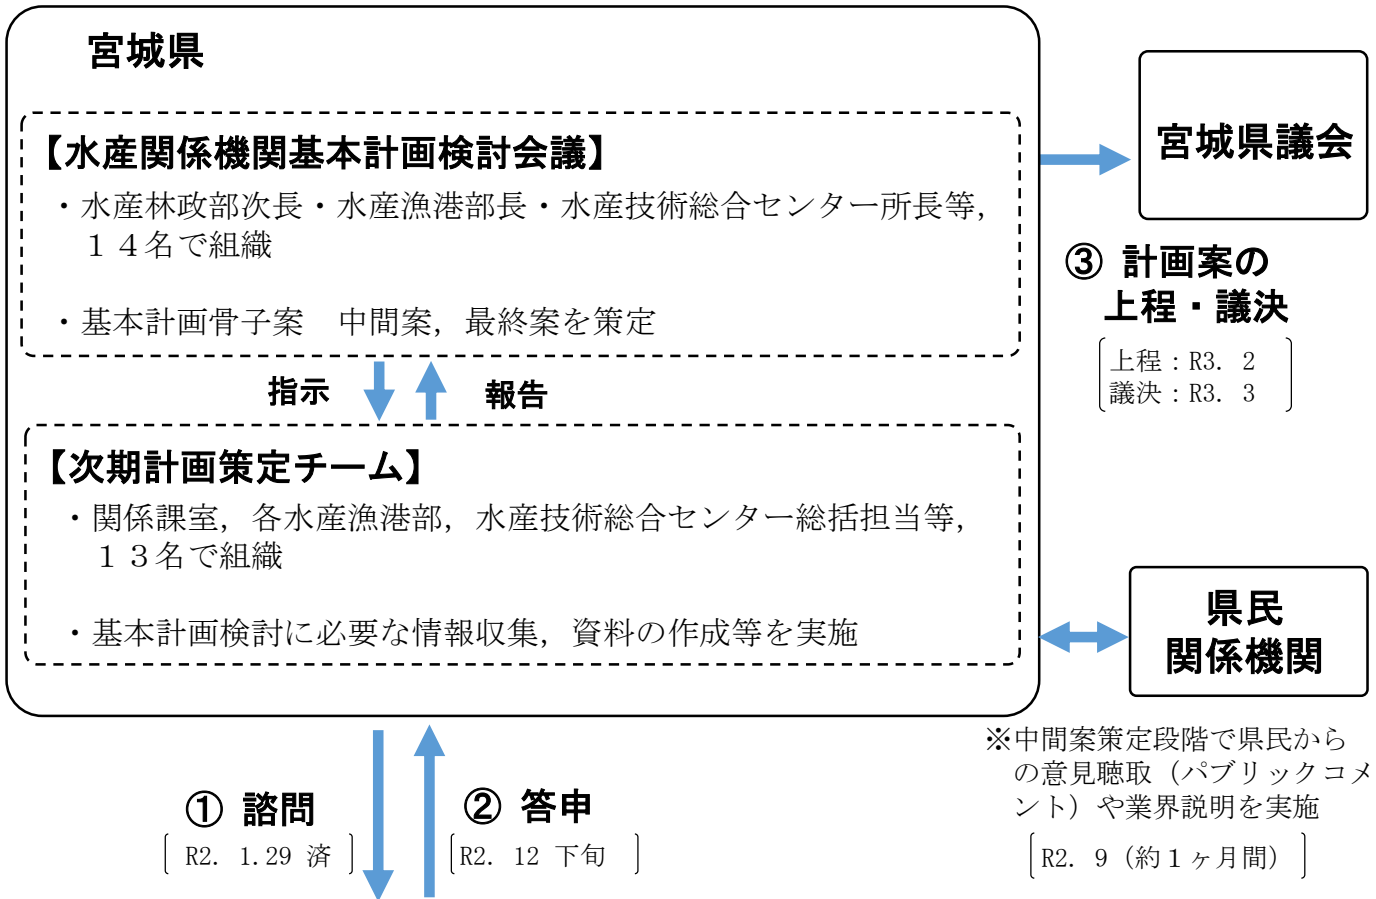 宮城県
【水産関係機関基本計画検討会議】
・水産林政部次長・水産漁港部長・水産技術総合センター所長等，
１４名で組織
・基本計画骨子案　中間案，最終案を策定
指示
報告
【次期計画策定チーム】
・関係課室，各水産漁港部，水産技術総合センター総括担当等，
１３名で組織
・基本計画検討に必要な情報収集，資料の作成等を実施
① 諮問
R2. 1.29 済
② 答申
R2. 12 下旬
宮城県議会
③ 計画案の
上程・議決
上程：R3. 2
議決：R3. 3
県民
関係機関
※中間案策定段階で県民から
の意見聴取（パブリックコメ
ント）や業界説明を実施
R2. 9（約１ヶ月間）